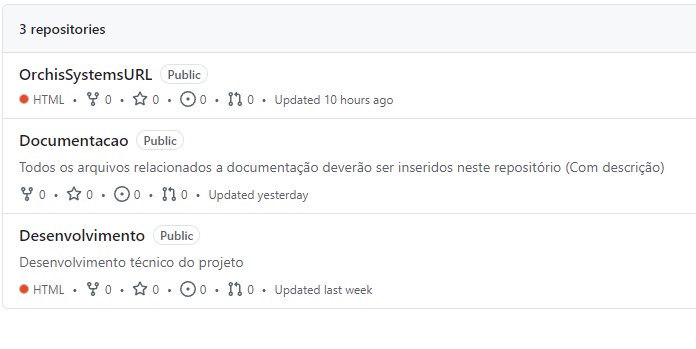 3 repositories
OrchisSystemsURL Public
HTML • 0 • 0 • 0 • 0 • Updated 10 hours ago
Documentacao Public
Todos os arquivos relacionados a documentação deverão ser inseridos neste repositório (Com descrição)
0 • 0 • 0 • 0 • Updated yesterday
Desenvolvimento Public
Desenvolvimento técnico do projeto
HTML • 0 • 0 • 0 • 0 • Updated last week